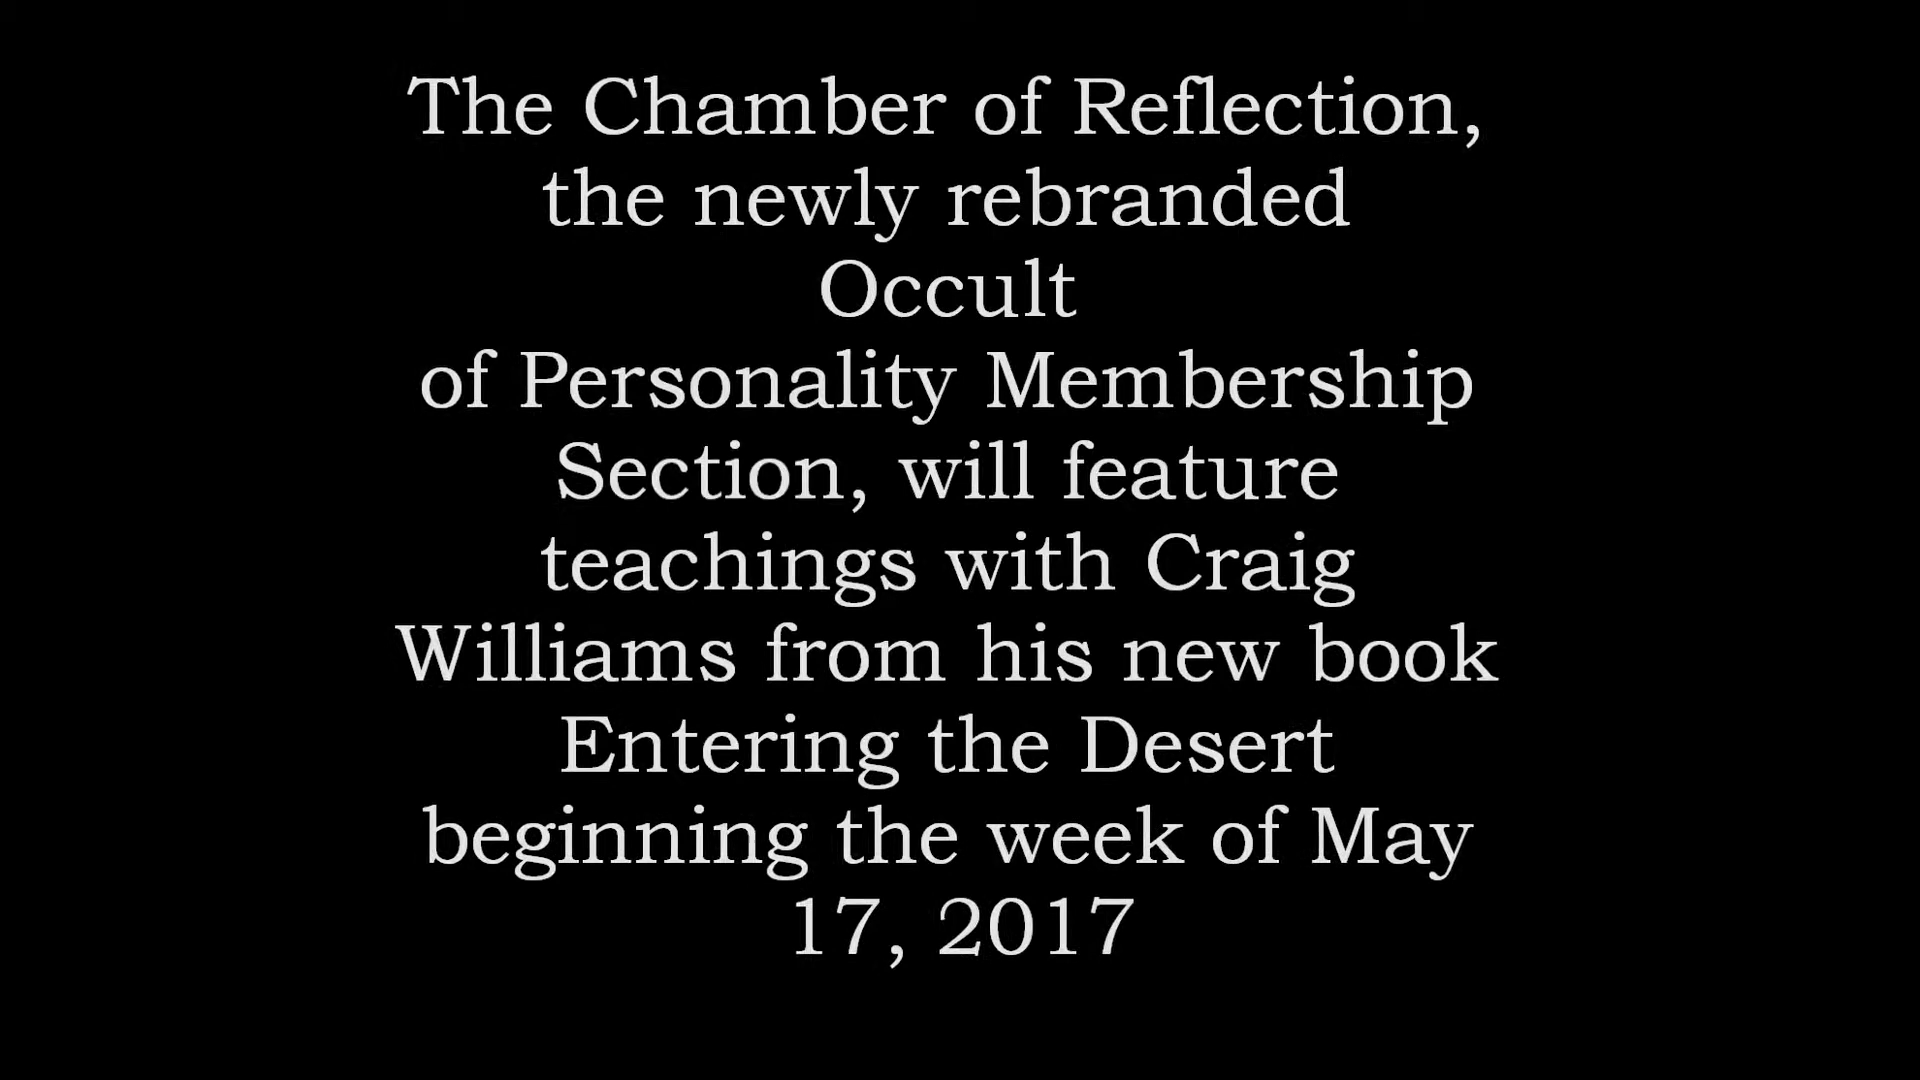 The Chamber of Reflection,
the newly rebranded
Occult
of Personality Membership
Section, will feature
teachings with Craig
Williams from his new book
Entering the Desert
beginning the week of May
17, 2017